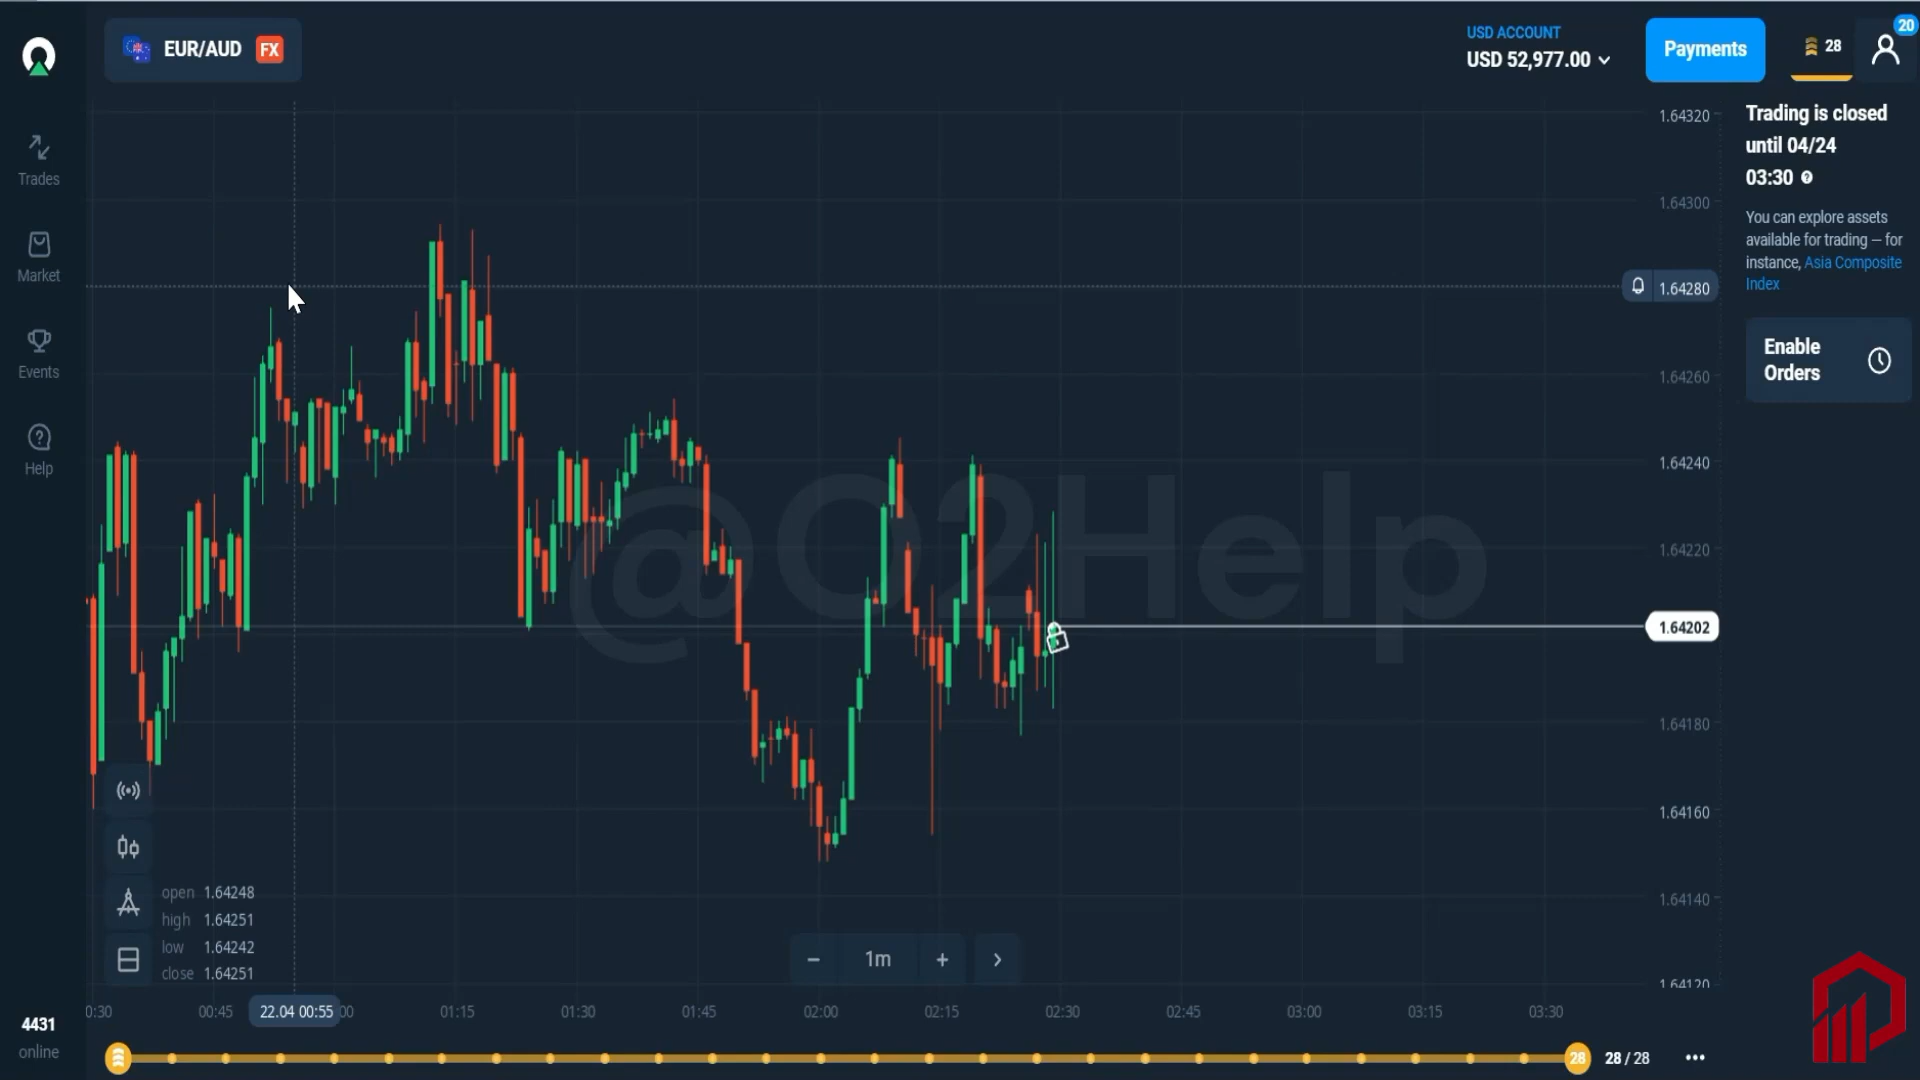 EUR/AUD FX
USD ACCOUNT
USD 52,977.00
Payments
28
20
Trades
Market
Events
Help
Trading is closed
until 04/24
03:30
You can explore assets
available for trading – for
instance, Asia Composite
Index
Enable
Orders
1.64320
1.64300
1.64280
1.64260
1.64240
1.64220
1.64202
1.64180
1.64160
1.64140
1.64120
@O2Help
open 1.64248
high 1.64251
low 1.64242
close 1.64251
− 1m + >
0:30 00:45 22.04 00:55 00 01:15 01:30 01:45 02:00 02:15 02:30 02:45 03:00 03:15 03:30
4431
online
28 28 / 28 •••